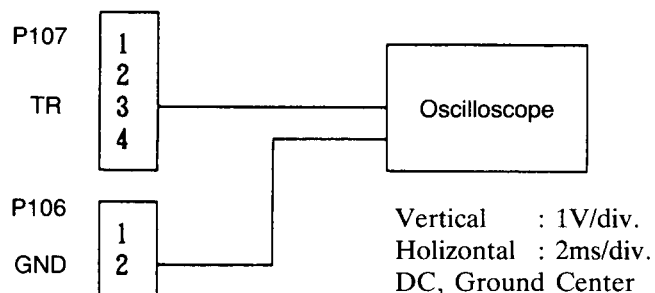 P107
1
2
TR 3
4
Oscilloscope
P106
1
GND 2
Vertical : 1V/div.
Holizontal : 2ms/div.
DC, Ground Center